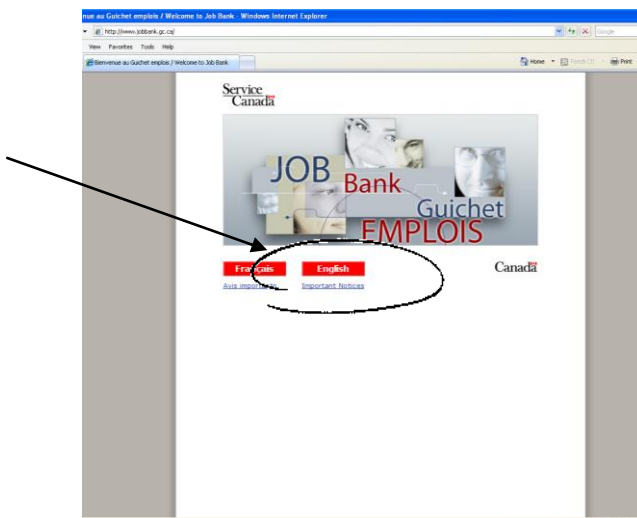 nue au Guichet emplois / Welcome to Job Bank - Windows Internet Explorer
http://www.jobbank.gc.ca/
Google
View Favorites Tools Help
Bienvenue au Guichet emplois / Welcome to Job Bank
Home
Print
Service
Canada
JOB
Bank
Guichet
EMPLOIS
Français English
Canada
Avis importants Important Notices